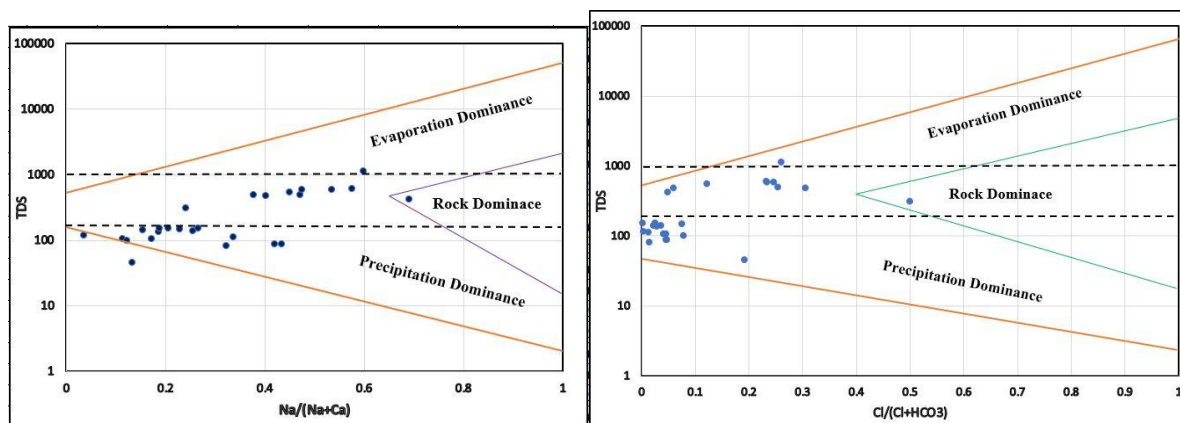 100000
10000
1000
100
10
1
TDS
Evaporation Dominance
Rock Dominace
Precipitation Dominance
0
0.2
0.4
0.6
0.8
1
Na/(Na+Ca)
100000
10000
1000
100
10
1
TDS
Evaporation Dominance
Rock Dominace
Precipitation Dominance
0
0.1
0.2
0.3
0.4
0.5
0.6
0.7
0.8
0.9
1
Cl/(Cl+HCO3)